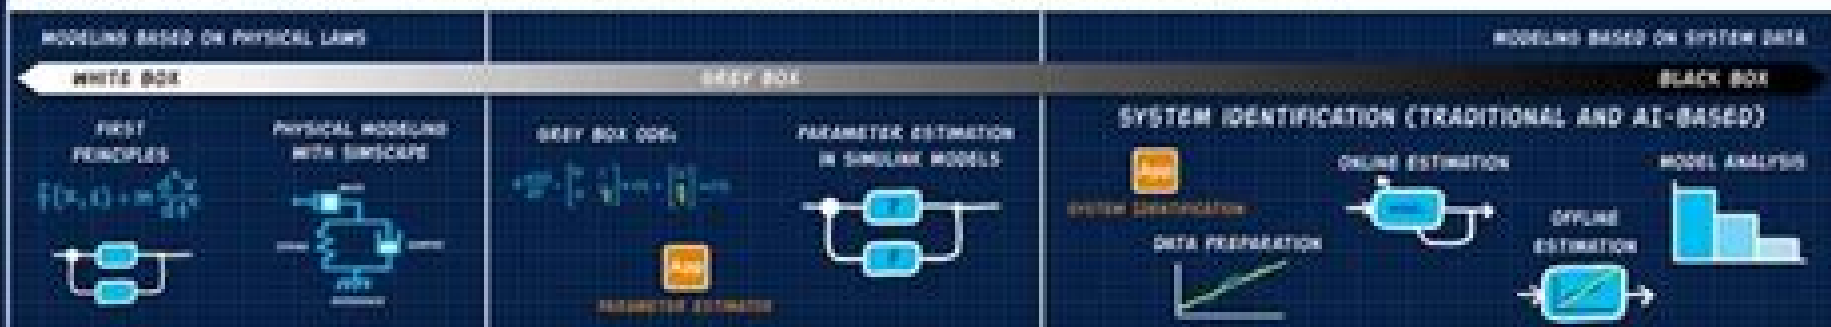 MODELING BASED ON PHYSICAL LAWS
MODELING BASED ON SYSTEM DATA
WHITE BOX
GREY BOX
BLACK BOX
FIRST
PRINCIPLES
PHYSICAL MODELING
WITH SIMSCAPE
GREY BOX ODEs
PARAMETER ESTIMATION
IN SIMULINK MODELS
App
PARAMETER ESTIMATOR
SYSTEM IDENTIFICATION (TRADITIONAL AND AI-BASED)
App
SYSTEM IDENTIFICATION
DATA PREPARATION
ONLINE ESTIMATION
OFFLINE
ESTIMATION
MODEL ANALYSIS